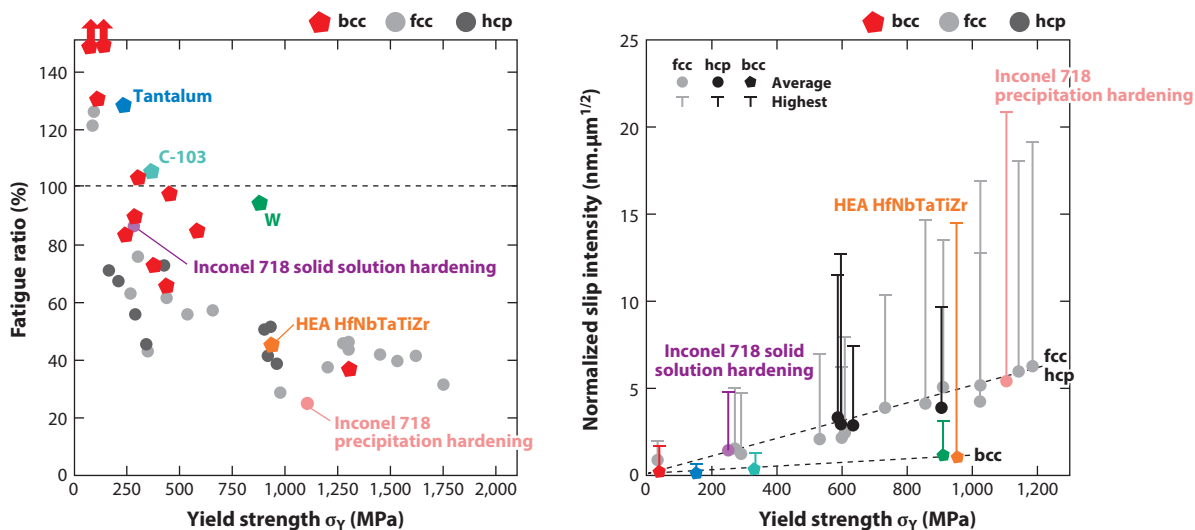 bcc fcc hcp
140
120
100
80
60
40
20
0
Fatigue ratio (%)
Tantalum
C-103
W
Inconel 718 solid solution hardening
HEA HfNbTaTiZr
Inconel 718
precipitation hardening
0 250 500 750 1,000 1,250 1,500 1,750 2,000
Yield strength σY (MPa)
bcc fcc hcp
25
20
15
10
5
0
Normalized slip intensity (nm.μm1/2)
fcc hcp bcc
Average
Highest
Inconel 718
precipitation hardening
HEA HfNbTaTiZr
Inconel 718 solid
solution hardening
fcc
hcp
bcc
0 200 400 600 800 1,000 1,200
Yield strength σY (MPa)